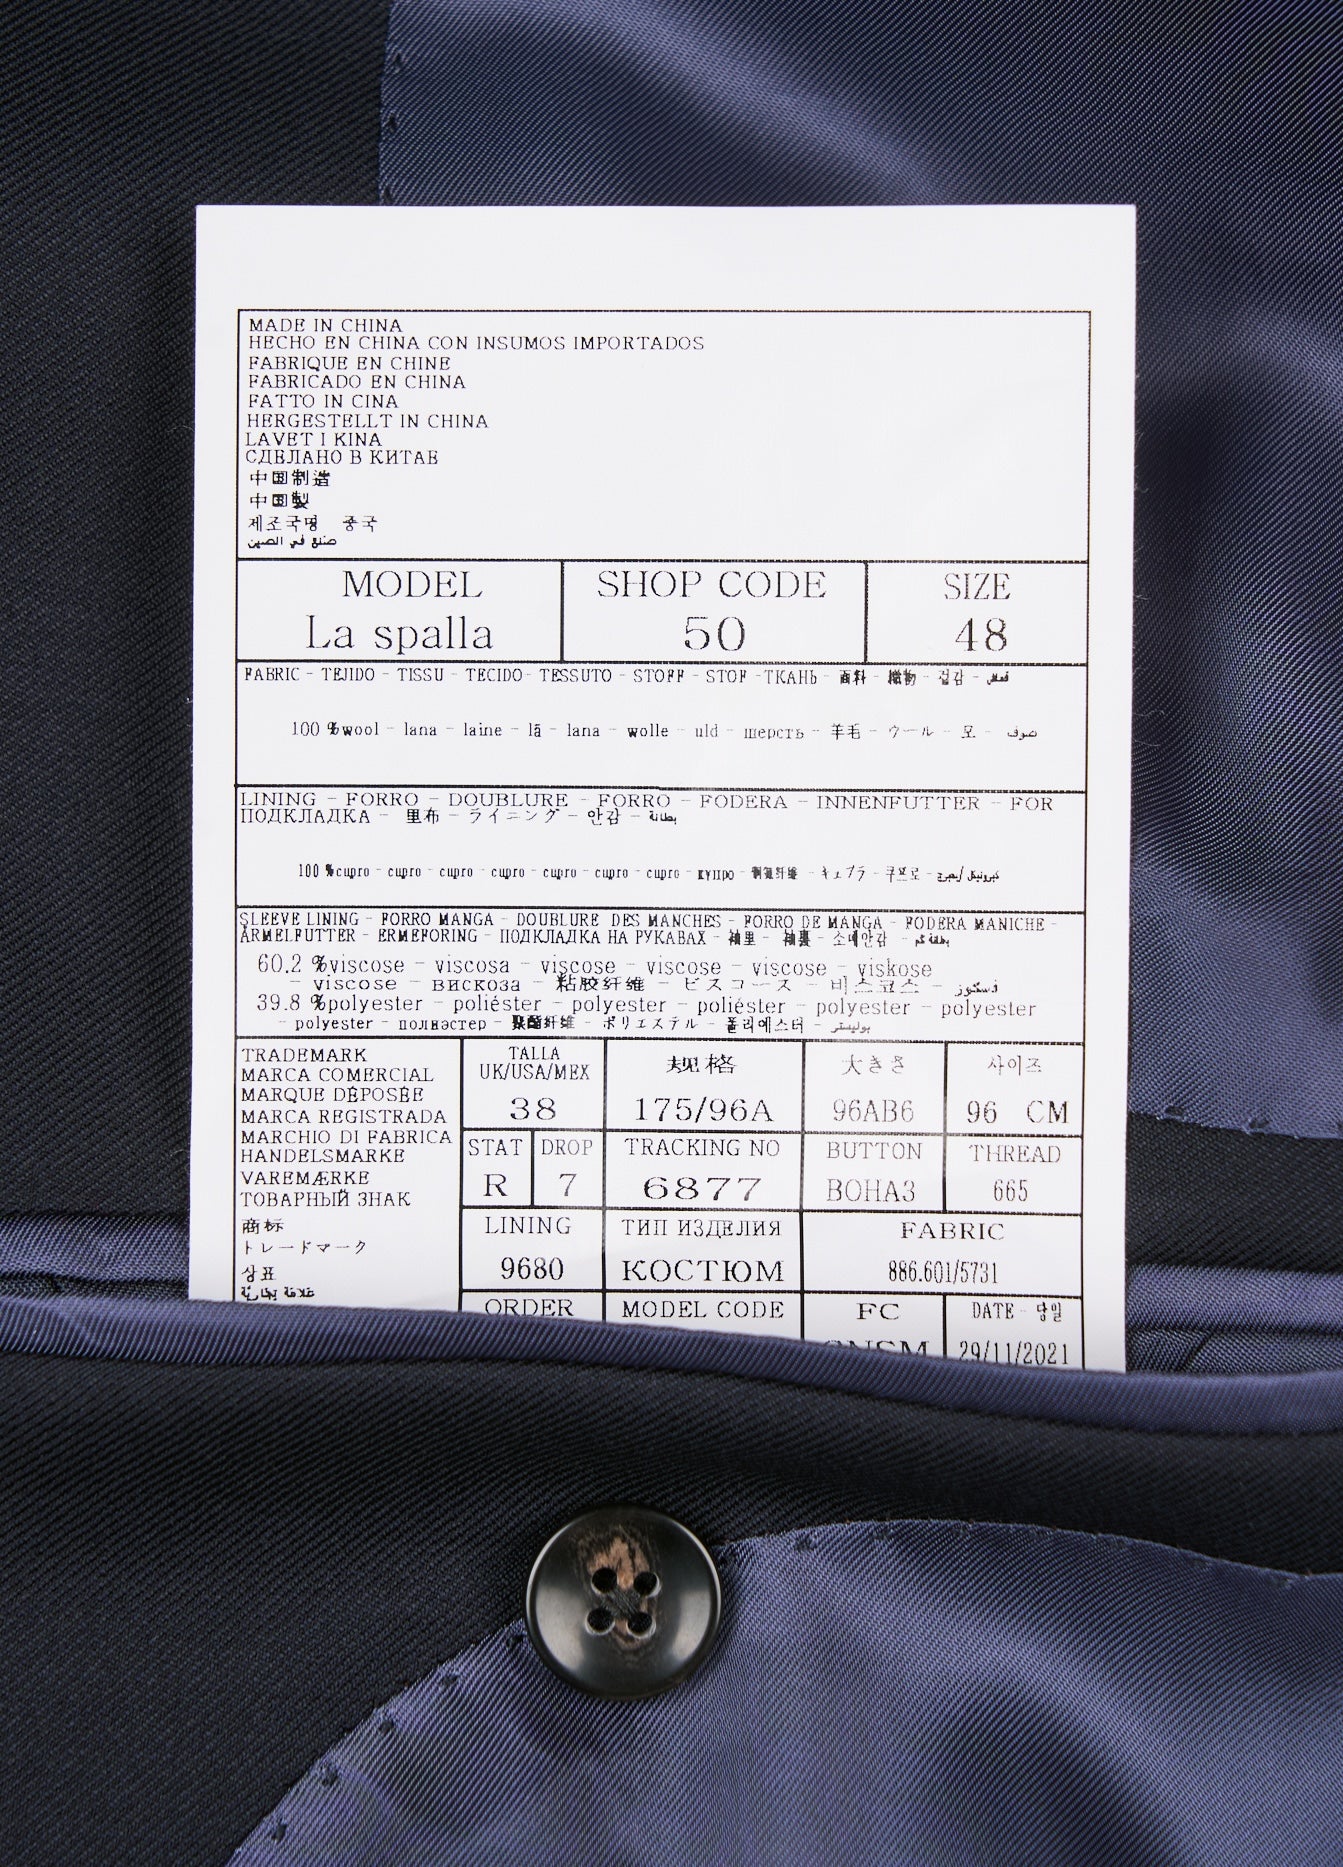 MADE IN CHINA
HECHO EN CHINA CON INSUMOS IMPORTADOS
FABRIQUE EN CHINE
FABRICADO EN CHINA
FATTO IN CINA
HERGESTELLT IN CHINA
LAVET I KINA
СДЕЛАНО В КИТАЕ
中国制造
中国製
제조국명 중국
صنع في الصين
MODEL SHOP CODE SIZE
La spalla 50 48
FABRIC - TEJIDO - TISSU - TECIDO - TESSUTO - STOFF - STOF - ТКАНЬ - 面料 - 織物 - 겉감 - قماش
100 %wool - lana - laine - lã - lana - wolle - uld - шерсть - 羊毛 - ウール - 모 - صوف
LINING - FORRO - DOUBLURE - FORRO - FODERA - INNENFUTTER - FOR
ПОДКЛАДКА - 里布 - ライニング - 안감 - بطانة
100 %cupro - cupro - cupro - cupro - cupro - cupro - cupro - купро - 铜氨纤维 - キュプラ - 쿠프로 -
SLEEVE LINING - FORRO MANGA - DOUBLURE DES MANCHES - FORRO DE MANGA - FODERA MANICHE -
ÄRMELFUTTER - ERMEFORING - ПОДКЛАДКА НА РУКАВАХ - 袖里 - 袖裏 - 소매안감 - بطانة كم
60.2 %viscose - viscosa - viscose - viscose - viscose - viskose
- viscose - вискоза - 粘胶纤维 - ビスコース - 비스코스 - فسكوز
39.8 %polyester - poliéster - polyester - poliéster - polyester - polyester
- polyester - полиэстер - 聚酯纤维 - ポリエステル - 폴리에스터 - بوليستر
TRADEMARK
MARCA COMERCIAL
MARQUE DÉPOSÉE
MARCA REGISTRADA
MARCHIO DI FABRICA
HANDELSMARKE
VAREMÆRKE
ТОВАРНЫЙ ЗНАК
商标
トレードマーク
상표
علامة تجارية
TALLA
UK/USA/MEX
38
规格
175/96A
大きさ
96AB6
사이즈
96 CM
STAT DROP TRACKING NO BUTTON THREAD
R 7 6877 BOHA3 665
LINING ТИП ИЗДЕЛИЯ FABRIC
9680 КОСТЮМ 886.601/5731
ORDER MODEL CODE FC DATE - 당일
29/11/2021